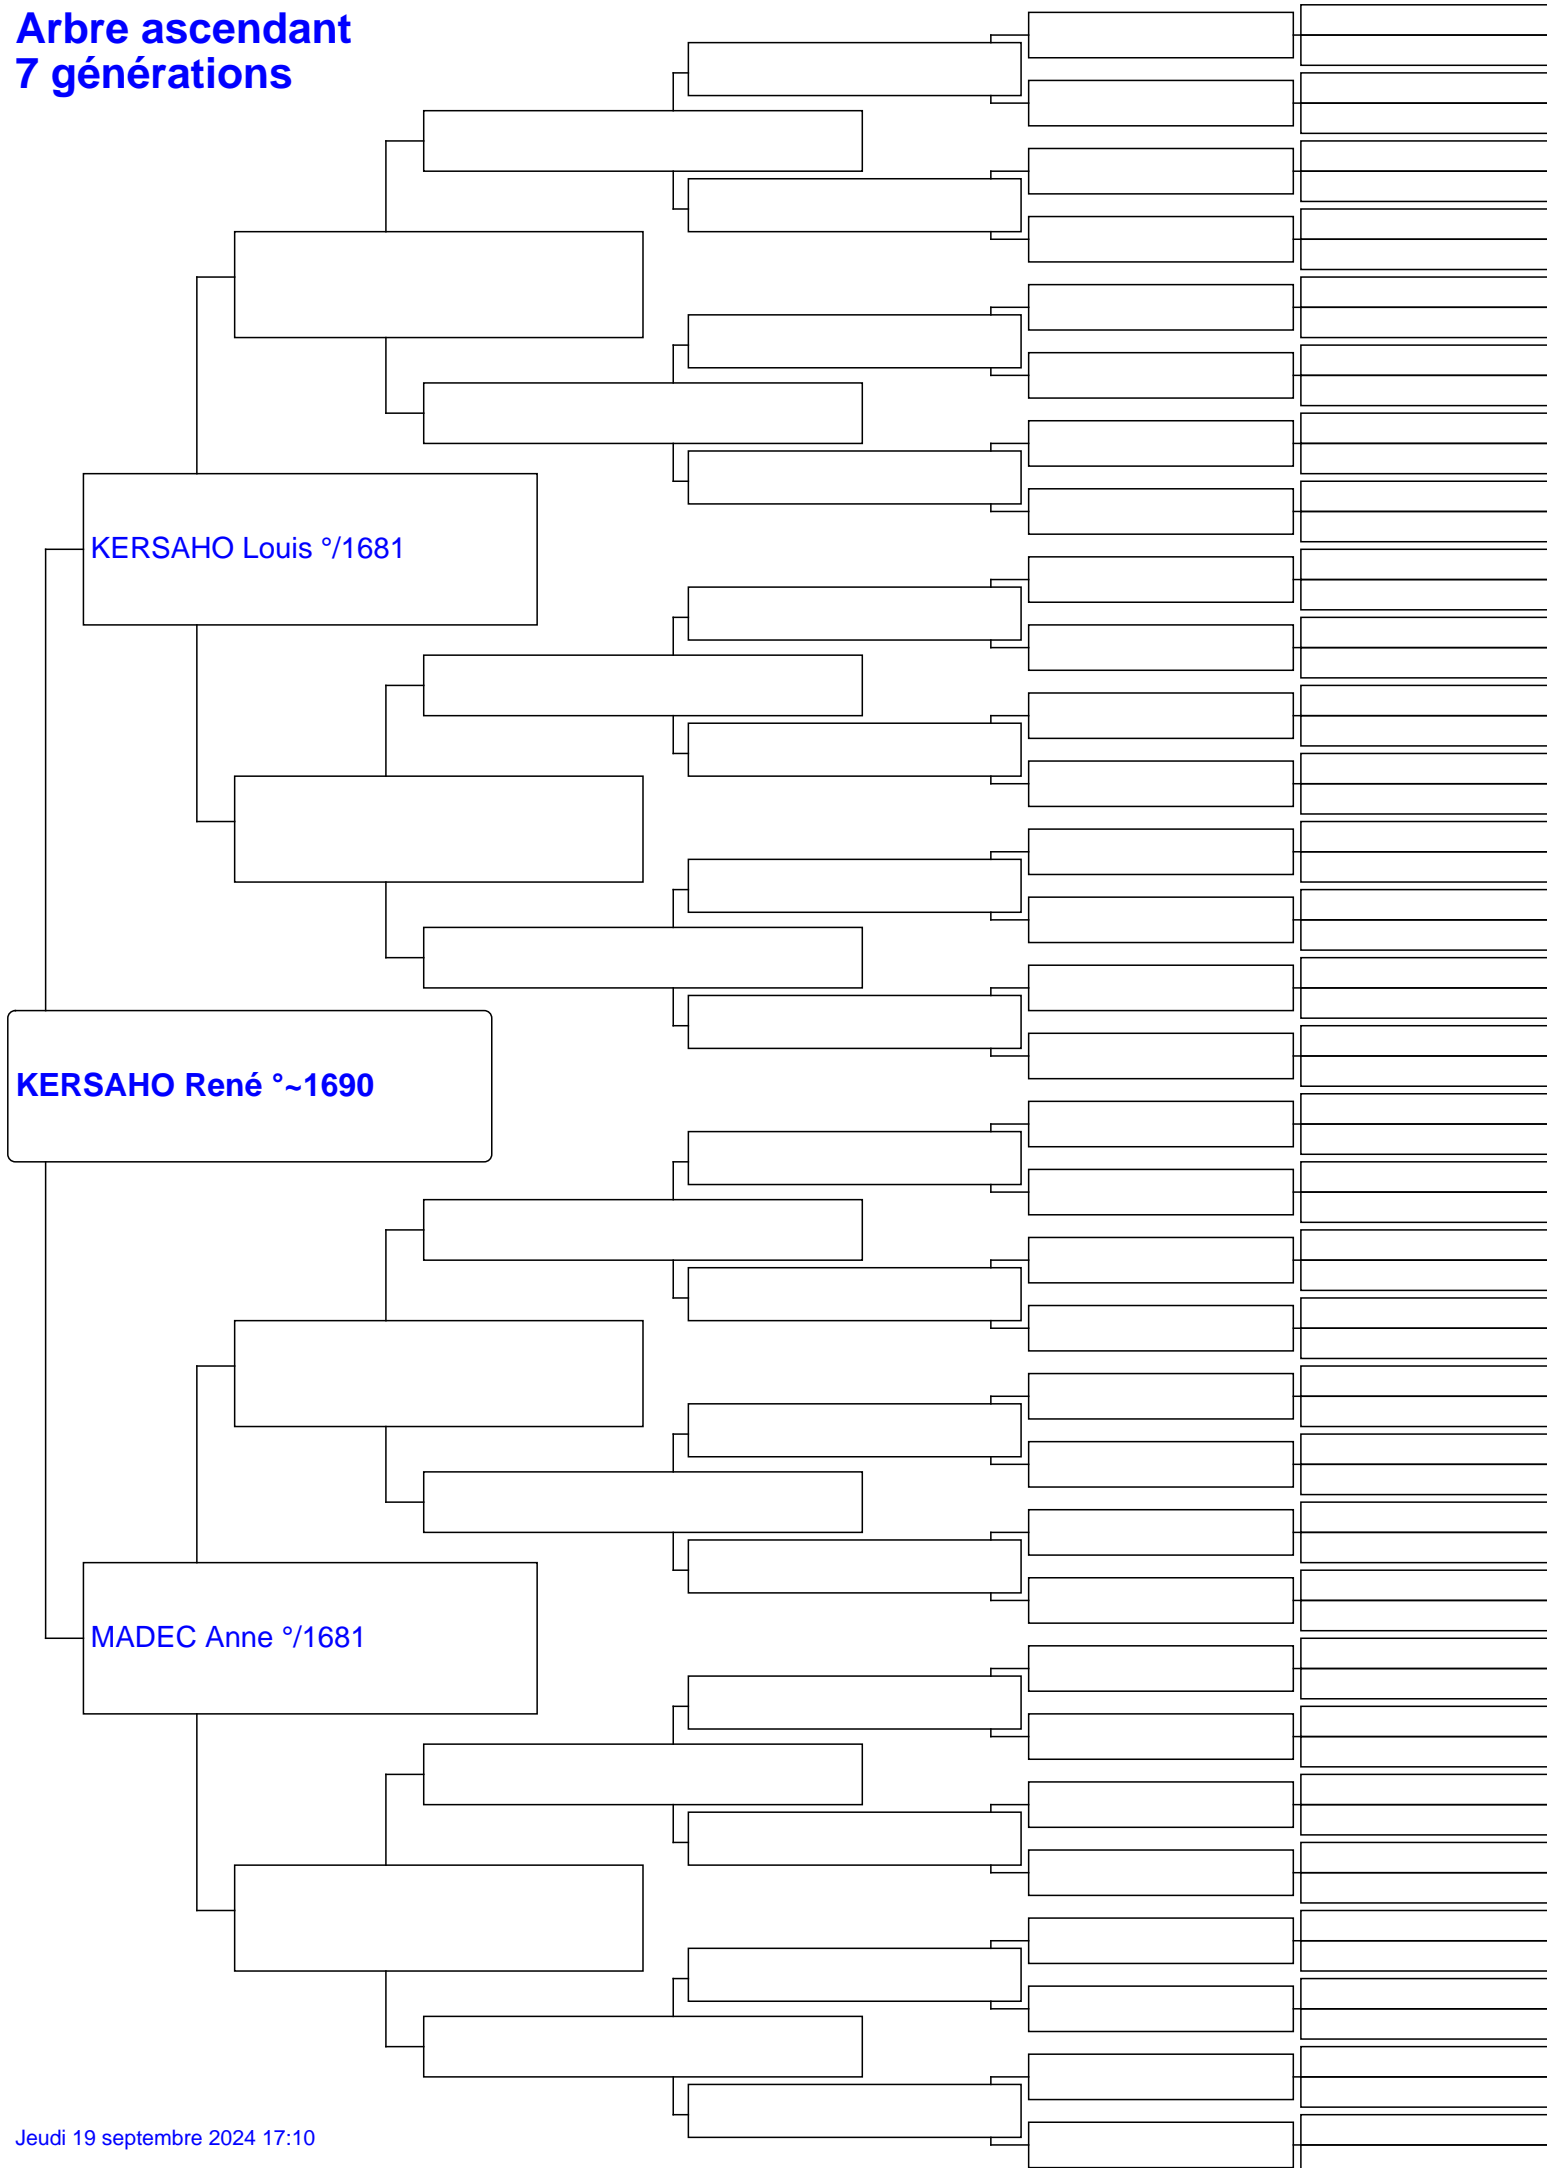 Arbre ascendant
7 générations
KERSAHO Louis °/1681
KERSAHO René °~1690
MADEC Anne °/1681
Jeudi 19 septembre 2024 17:10